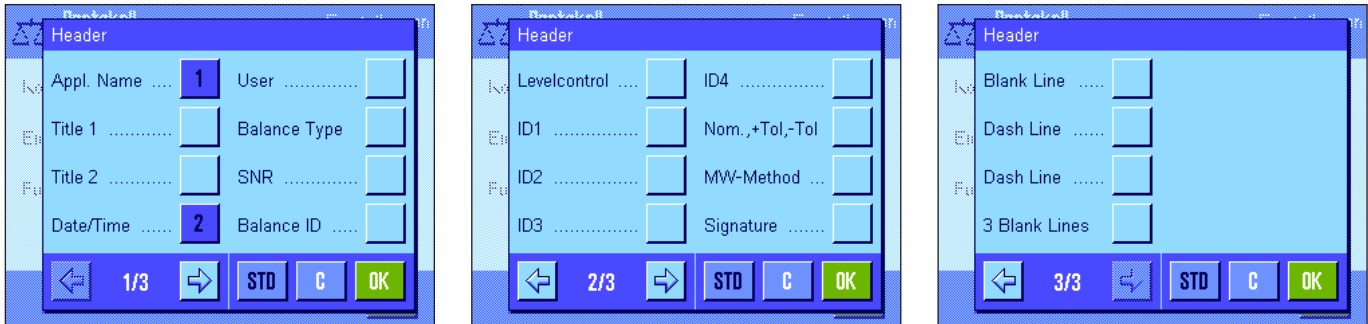 Header
Appl. Name .... 1 User .............
Title 1 ............ Balance Type
Title 2 ............ SNR .............
Date/Time ...... 2 Balance ID .....
1/3 STD C OK
Header
Levelcontrol .... ID4 ..............
ID1 ............... Nom.,+Tol,-Tol
ID2 ............... MW-Method ...
ID3 ............... Signature .......
2/3 STD C OK
Header
Blank Line .....
Dash Line ......
Dash Line ......
3 Blank Lines
3/3 STD C OK